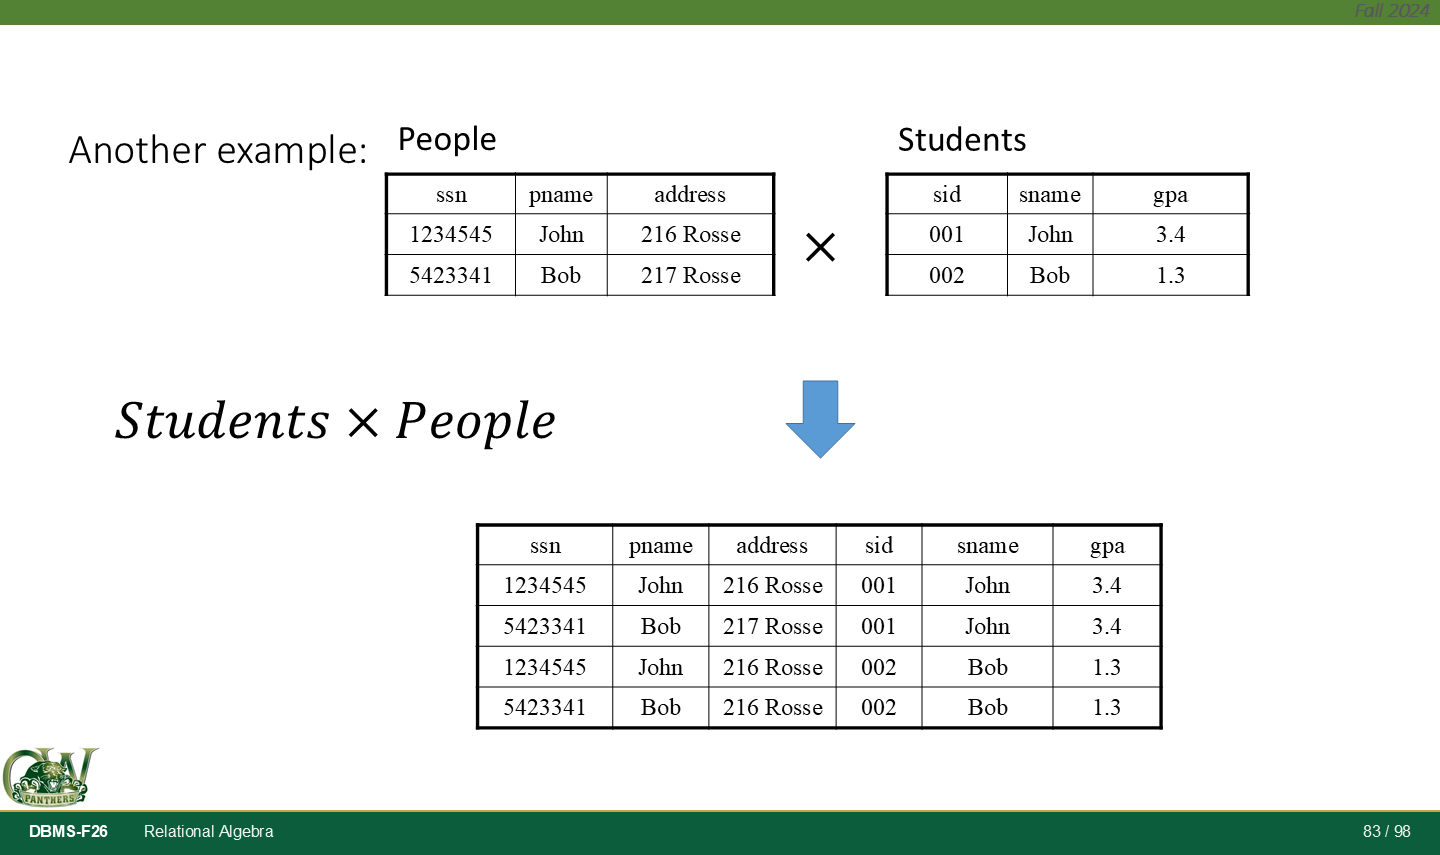 Fall 2024
Another example:
People
Students
ssn pname address
1234545 John 216 Rosse
5423341 Bob 217 Rosse
×
sid sname gpa
001 John 3.4
002 Bob 1.3
Students × People
ssn pname address sid sname gpa
1234545 John 216 Rosse 001 John 3.4
5423341 Bob 217 Rosse 001 John 3.4
1234545 John 216 Rosse 002 Bob 1.3
5423341 Bob 216 Rosse 002 Bob 1.3
OW
PANTHERS
DBMS-F26 Relational Algebra 83 / 98